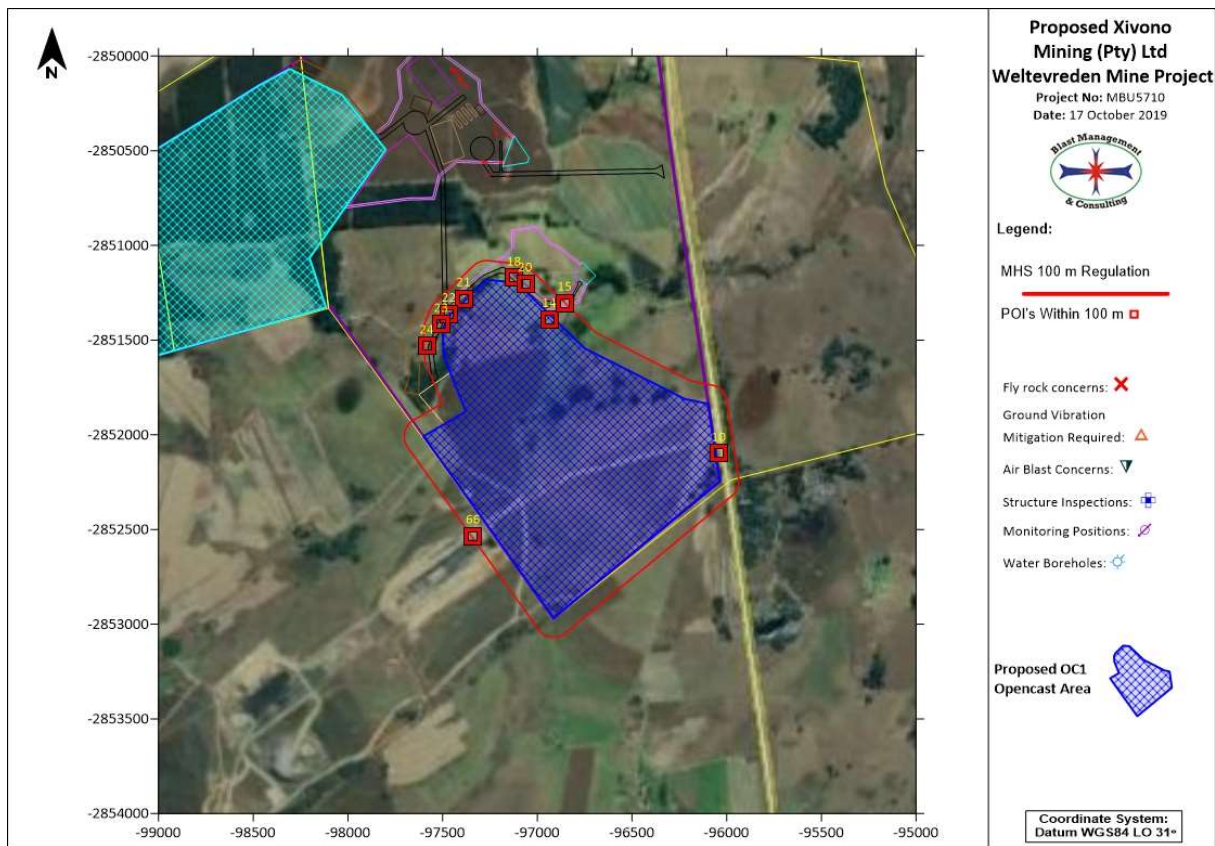 N
-2850000
-2850500
-2851000
-2851500
-2852000
-2852500
-2853000
-2853500
-2854000
-99000
-98500
-98000
-97500
-97000
-96500
-96000
-95500
-95000
18
20
21
15
22
14
23
24
10
66
Proposed Xivono
Mining (Pty) Ltd
Weltevreden Mine Project
Project No: MBU5710
Date: 17 October 2019
Blast Management
& Consulting
Legend:
MHS 100 m Regulation
POI's Within 100 m
Fly rock concerns:
Ground Vibration
Mitigation Required:
Air Blast Concerns:
Structure Inspections:
Monitoring Positions:
Water Boreholes:
Proposed OC1
Opencast Area
Coordinate System:
Datum WGS84 LO 31°